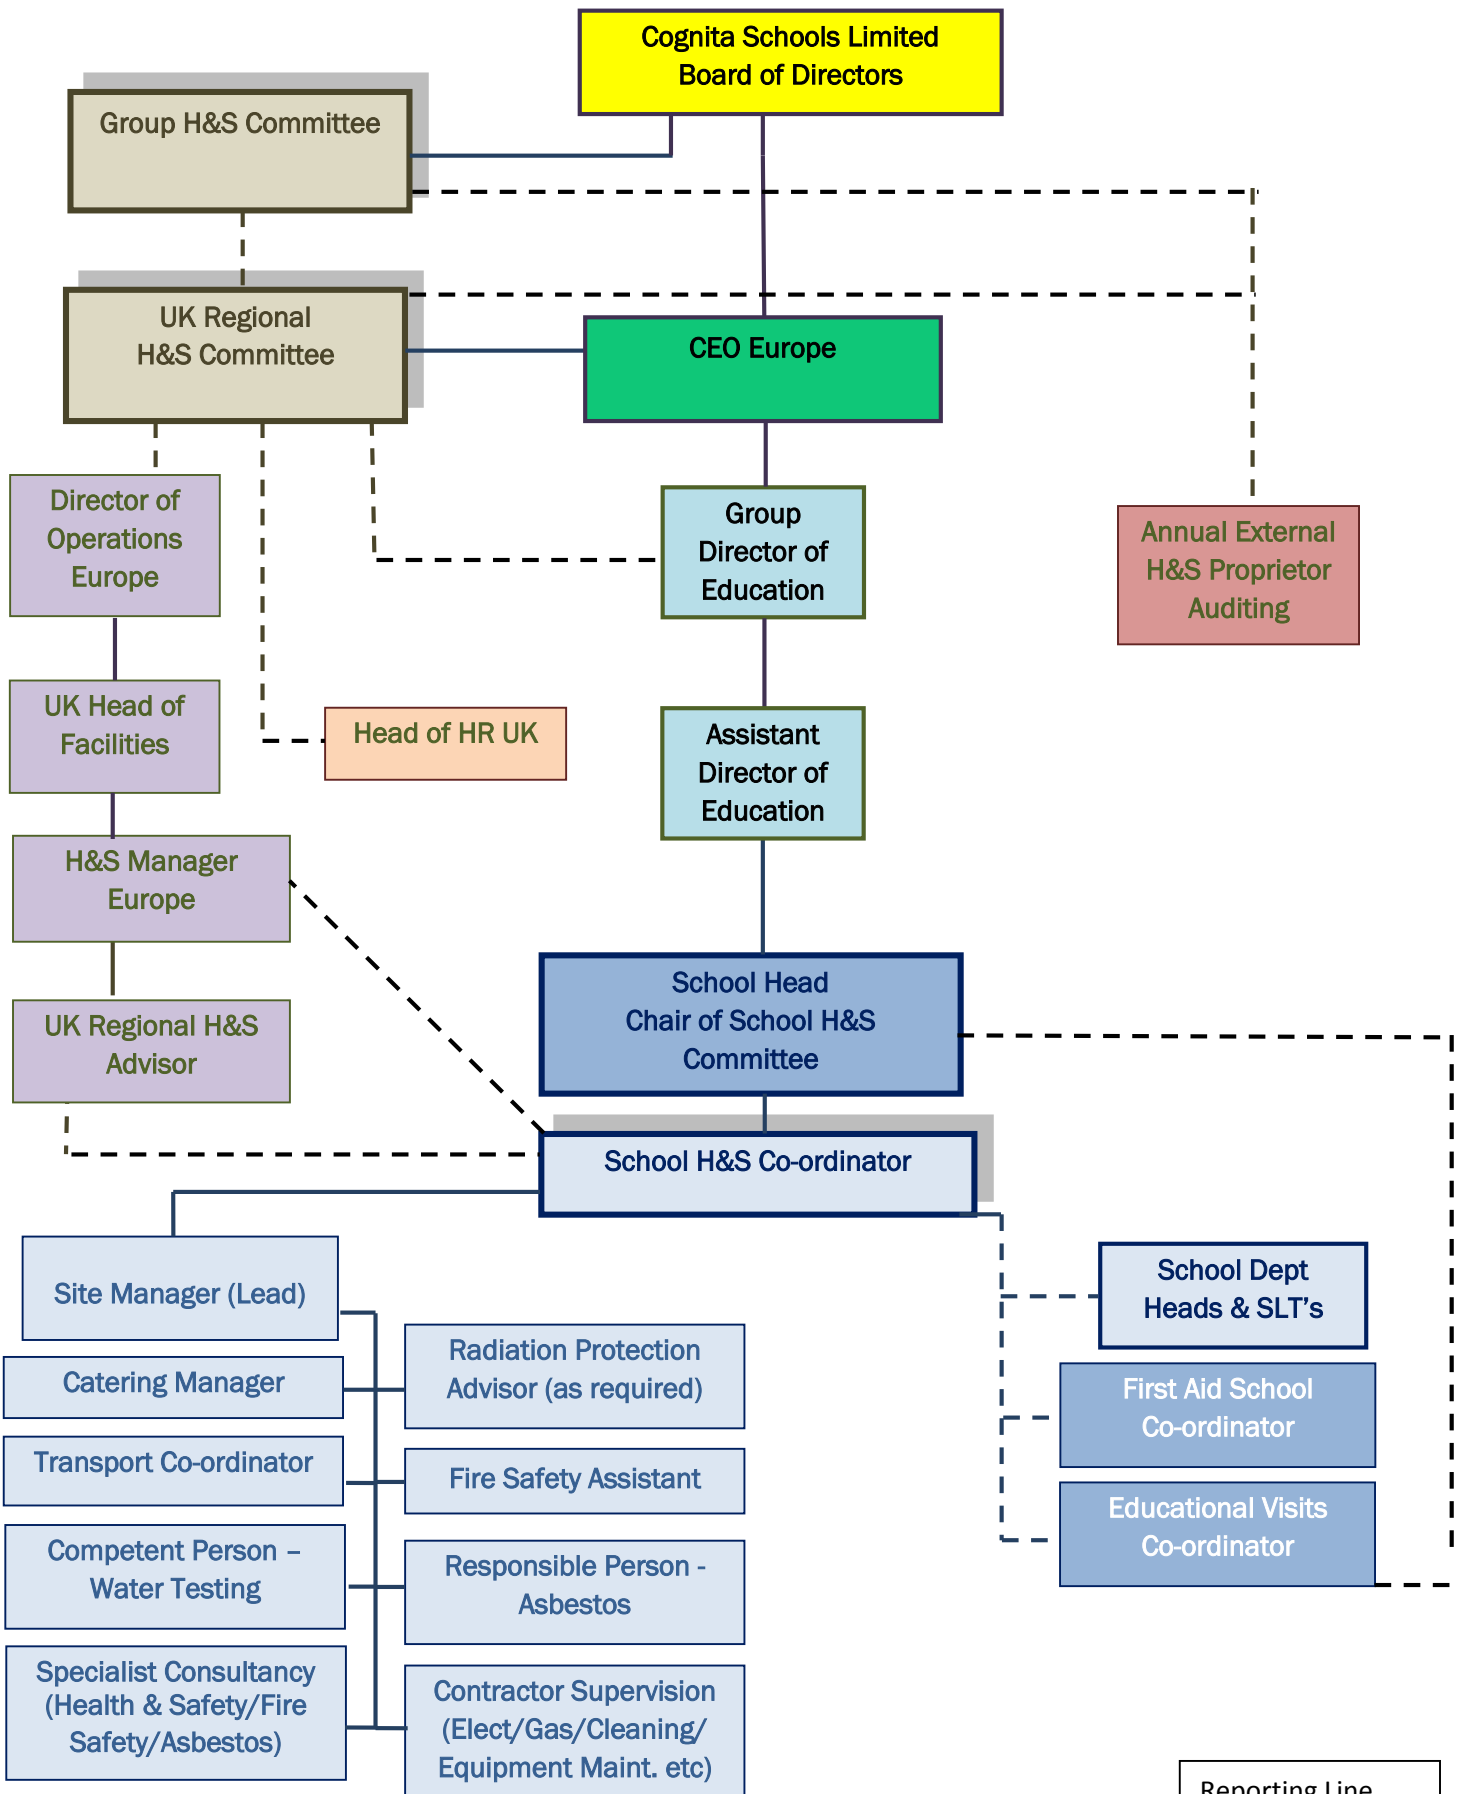 Cognita Schools Limited
Board of Directors
Group H&S Committee
UK Regional
H&S Committee
CEO Europe
Director of
Operations
Europe
Group
Director of
Education
Annual External
H&S Proprietor
Auditing
UK Head of
Facilities
Head of HR UK
Assistant
Director of
Education
H&S Manager
Europe
School Head
Chair of School H&S
Committee
UK Regional H&S
Advisor
School H&S Co-ordinator
Site Manager (Lead)
School Dept
Heads & SLT’s
Radiation Protection
Advisor (as required)
Catering Manager
First Aid School
Co-ordinator
Transport Co-ordinator
Fire Safety Assistant
Educational Visits
Co-ordinator
Competent Person –
Water Testing
Responsible Person -
Asbestos
Specialist Consultancy
(Health & Safety/Fire
Safety/Asbestos)
Contractor Supervision
(Elect/Gas/Cleaning/
Equipment Maint. etc)
Reporting Line